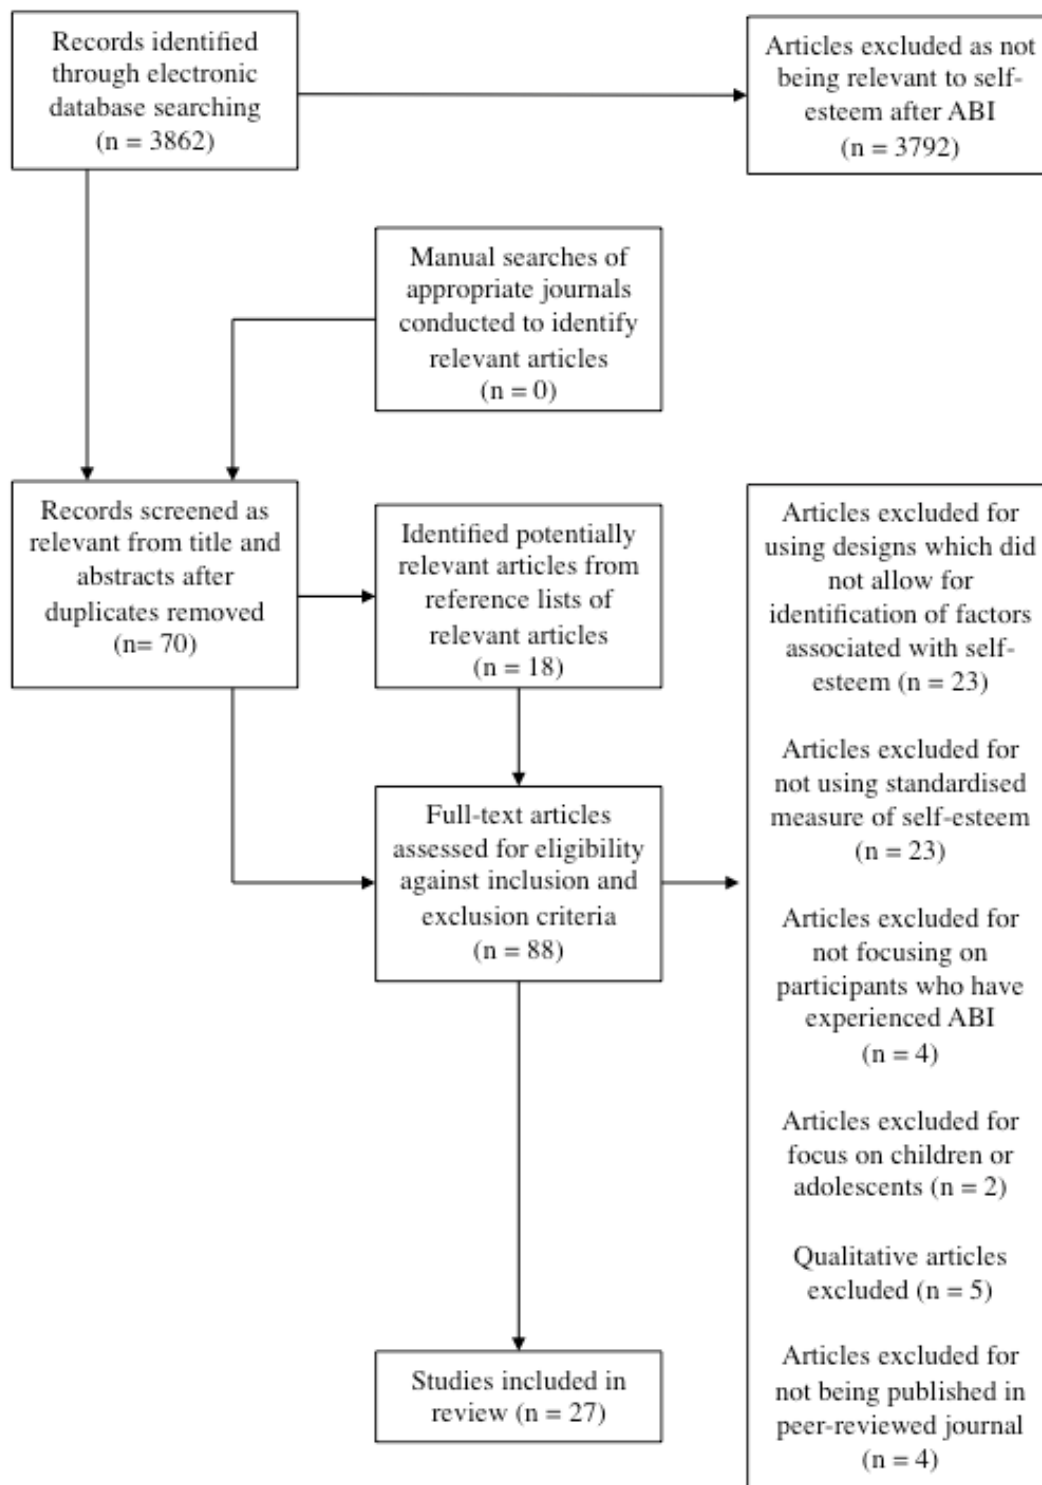 Records identified
through electronic
database searching
(n = 3862)
Articles excluded as not
being relevant to self-
esteem after ABI
(n = 3792)
Manual searches of
appropriate journals
conducted to identify
relevant articles
(n = 0)
Records screened as
relevant from title and
abstracts after
duplicates removed
(n= 70)
Identified potentially
relevant articles from
reference lists of
relevant articles
(n = 18)
Full-text articles
assessed for eligibility
against inclusion and
exclusion criteria
(n = 88)
Articles excluded for
using designs which did
not allow for
identification of factors
associated with self-
esteem (n = 23)
Articles excluded for
not using standardised
measure of self-esteem
(n = 23)
Articles excluded for
not focusing on
participants who have
experienced ABI
(n = 4)
Articles excluded for
focus on children or
adolescents (n = 2)
Qualitative articles
excluded (n = 5)
Articles excluded for
not being published in
peer-reviewed journal
(n = 4)
Studies included in
review (n = 27)